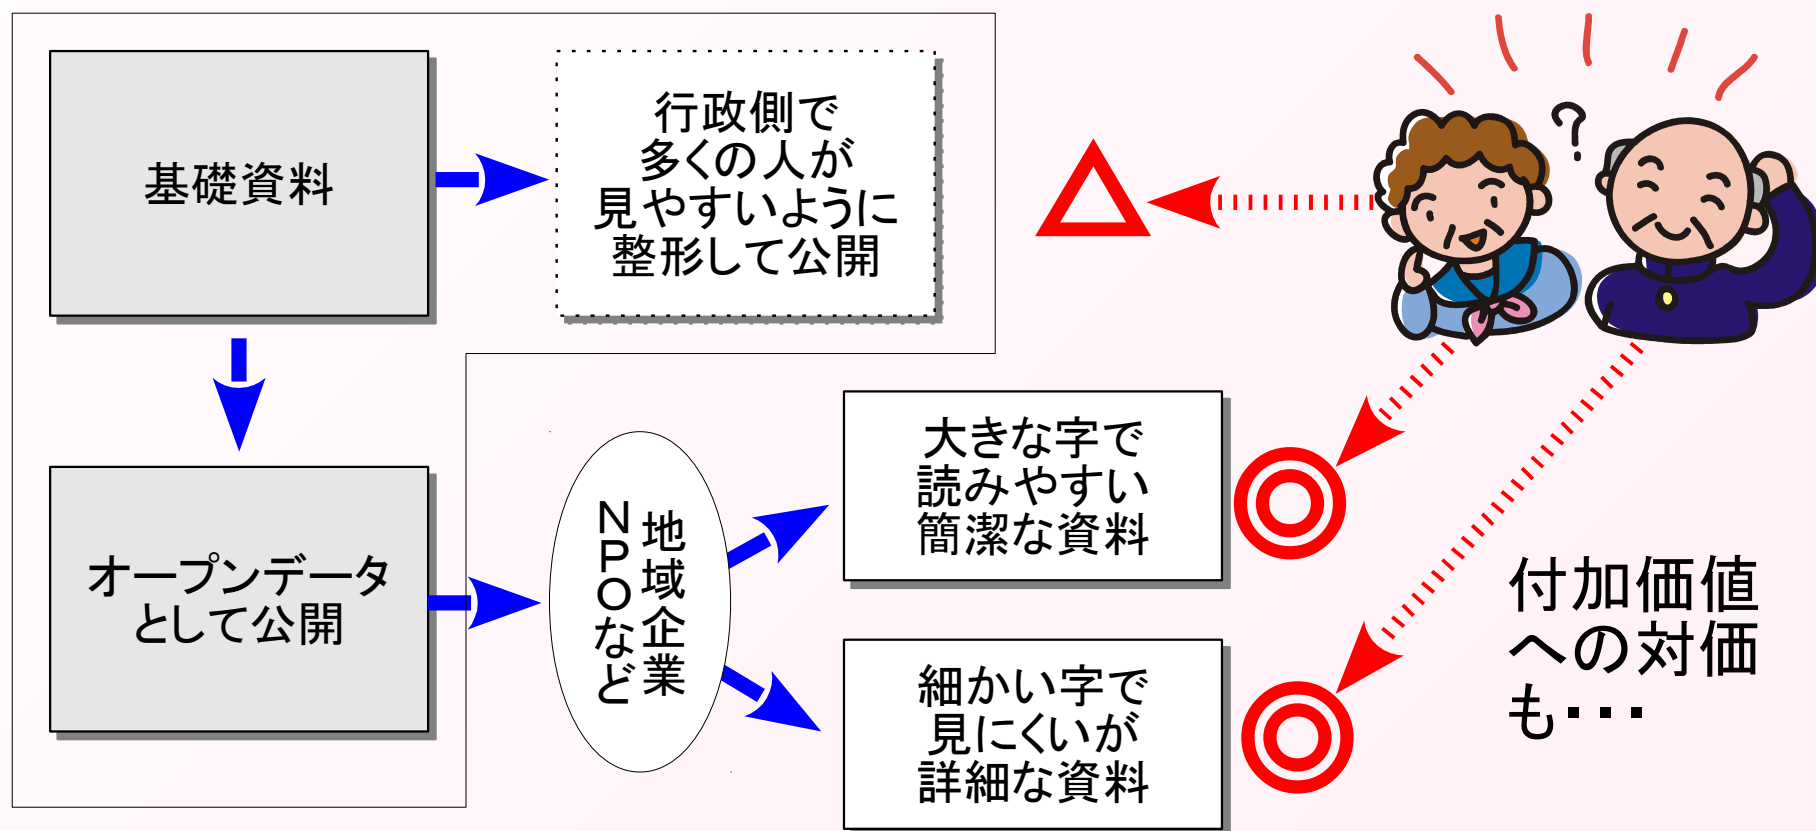 基礎資料
行政側で
多くの人が
見やすいように
整形して公開
?
オープンデータ
として公開
地域企業
NPOなど
大きな字で
読みやすい
簡潔な資料
細かい字で
見にくいが
詳細な資料
付加価値
への対価
も・・・